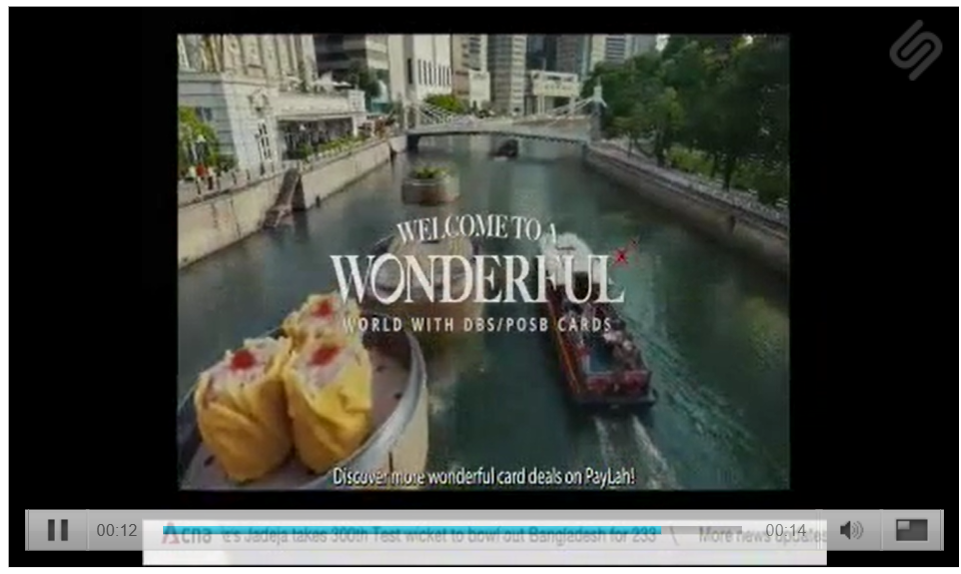 WELCOME TO A
WONDERFUL
WORLD WITH DBS/POSB CARDS
Discover more wonderful card deals on PayLah!
00:12
cna e's Jadeja takes 300th Test wicket to bowl out Bangladesh for 233 \ More news updates
00:14